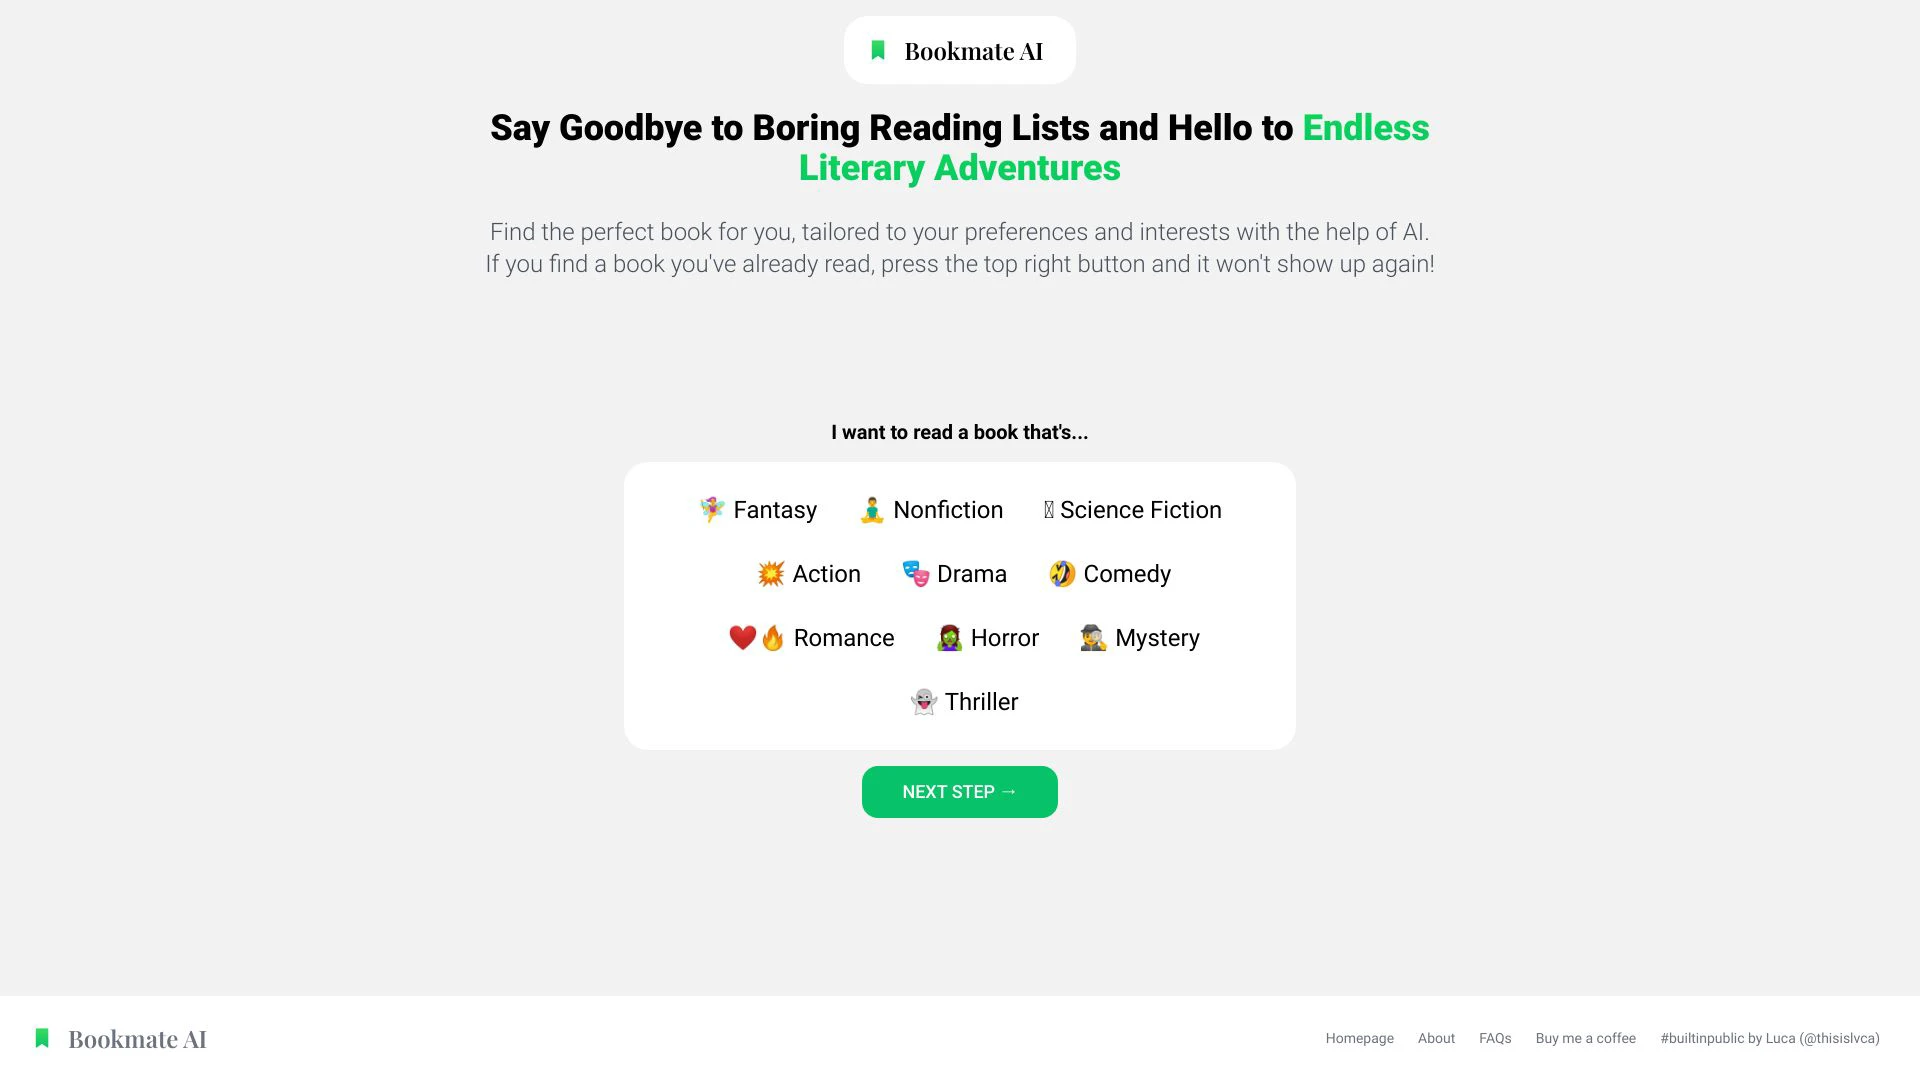 Bookmate AI
Say Goodbye to Boring Reading Lists and Hello to Endless
Literary Adventures
Find the perfect book for you, tailored to your preferences and interests with the help of AI.
If you find a book you've already read, press the top right button and it won't show up again!
I want to read a book that's...
🧚 Fantasy 🧘‍♂️ Nonfiction Science Fiction
💥 Action 🎭 Drama 🤣 Comedy
❤️🔥 Romance 🧟‍♀️ Horror 🕵️ Mystery
👻 Thriller
NEXT STEP →
Bookmate AI Homepage About FAQs Buy me a coffee #builtinpublic by Luca (@thisislvca)